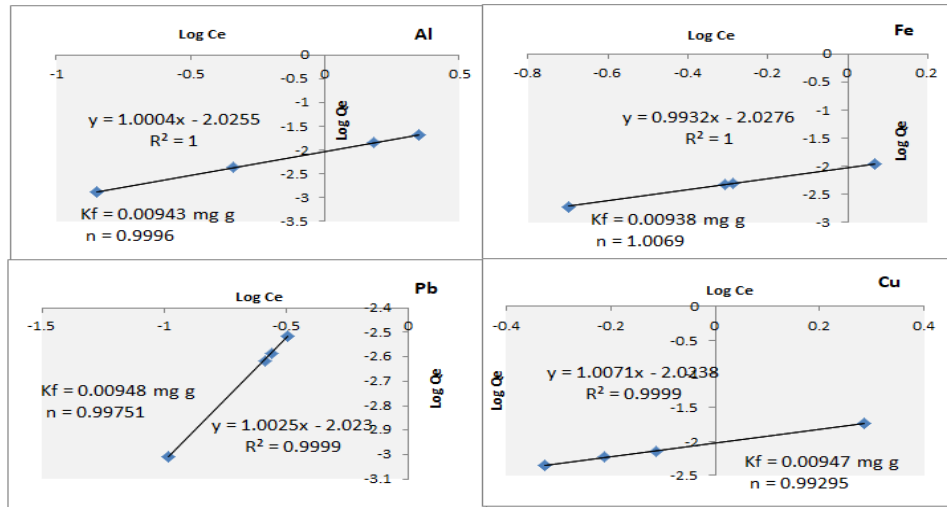 Log Ce
Al
-1
-0.5
0
0
0.5
-0.5
-1
-1.5
-2
-2.5
-3
-3.5
Log Qe
y = 1.0004x - 2.0255
R² = 1
Kf = 0.00943 mg g
n = 0.9996
Log Ce
Fe
-0.8
-0.6
-0.4
-0.2
0
0
0.2
-0.5
-1
-1.5
-2
-2.5
-3
Log Qe
y = 0.9932x - 2.0276
R² = 1
Kf = 0.00938 mg g
n = 1.0069
Log Ce
Pb
-1.5
-1
-0.5
0
-2.4
-2.5
-2.6
-2.7
-2.8
-2.9
-3
-3.1
Log Qe
Kf = 0.00948 mg g
n = 0.99751
y = 1.0025x - 2.023
R² = 0.9999
Log Ce
Cu
-0.4
-0.2
0
0
0.2
0.4
-0.5
-1.5
-2
-2.5
Log Qe
y = 1.0071x - 2.0238
R² = 0.9999
Kf = 0.00947 mg g
n = 0.99295